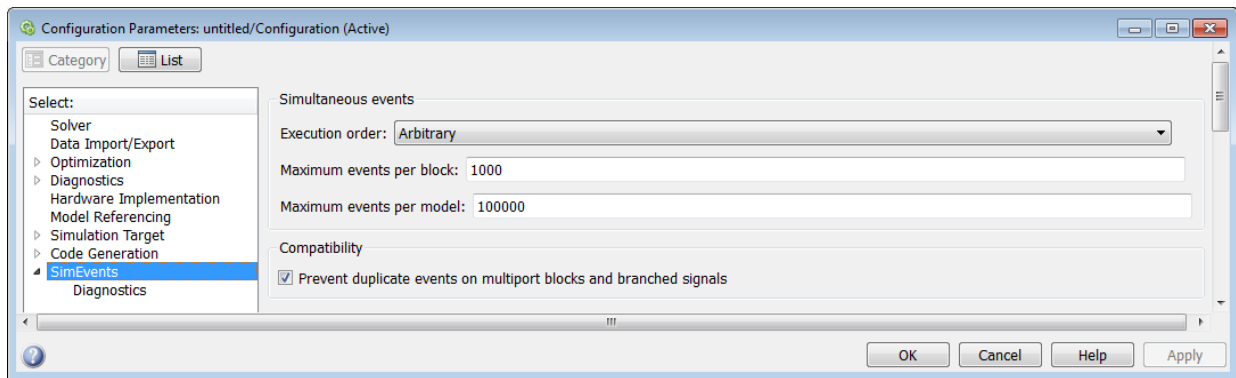 Configuration Parameters: untitled/Configuration (Active)
Category
List
Select:
Solver
Data Import/Export
Optimization
Diagnostics
Hardware Implementation
Model Referencing
Simulation Target
Code Generation
SimEvents
Diagnostics
Simultaneous events
Execution order: Arbitrary
Maximum events per block: 1000
Maximum events per model: 100000
Compatibility
Prevent duplicate events on multiport blocks and branched signals
OK Cancel Help Apply